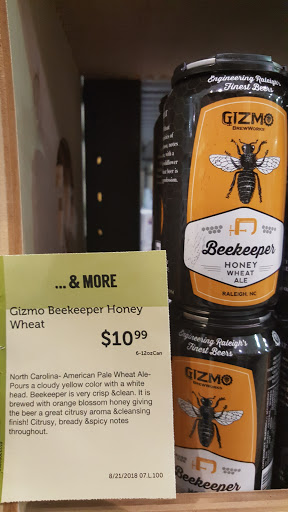 ... & MORE
Gizmo Beekeeper Honey
Wheat
$10.99
6-12ozCan
North Carolina- American Pale Wheat Ale-
Pours a cloudy yellow color with a white
head. Beekeeper is very crisp &clean. It is
brewed with orange blossom honey giving
the beer a great citrusy aroma &cleansing
finish! Citrusy, bready &spicy notes
throughout.
8/21/2018 07.L.100
Engineering Raleigh's
Finest Beers
GIZMO
BREWWORKS
Beekeeper
HONEY
WHEAT
ALE
RALEIGH, NC
Engineering Raleigh's
Finest Beers
GIZMO
BREWWORKS
Beekeeper